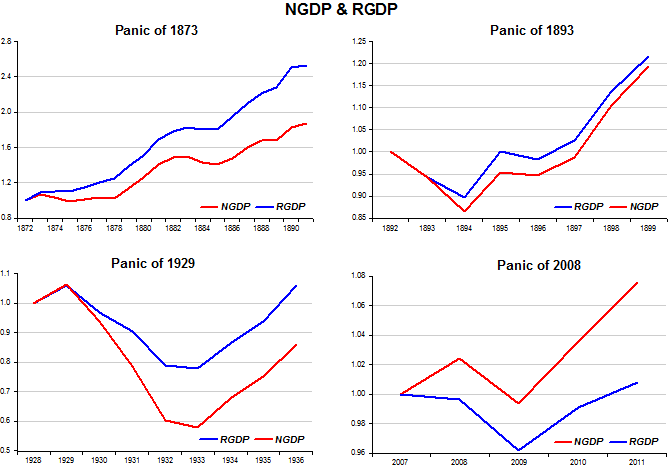 NGDP & RGDP
Panic of 1873
2.8
2.4
2.0
1.6
1.2
0.8
1872 1874 1876 1878 1880 1882 1884 1886 1888 1890
NGDP RGDP
Panic of 1893
1.25
1.20
1.15
1.10
1.05
1.00
0.95
0.90
0.85
1892 1893 1894 1895 1896 1897 1898 1899
RGDP NGDP
Panic of 1929
1.1
1.0
0.9
0.8
0.7
0.6
0.5
1928 1929 1930 1931 1932 1933 1934 1935 1936
RGDP NGDP
Panic of 2008
1.08
1.06
1.04
1.02
1.00
0.98
0.96
2007 2008 2009 2010 2011
NGDP RGDP